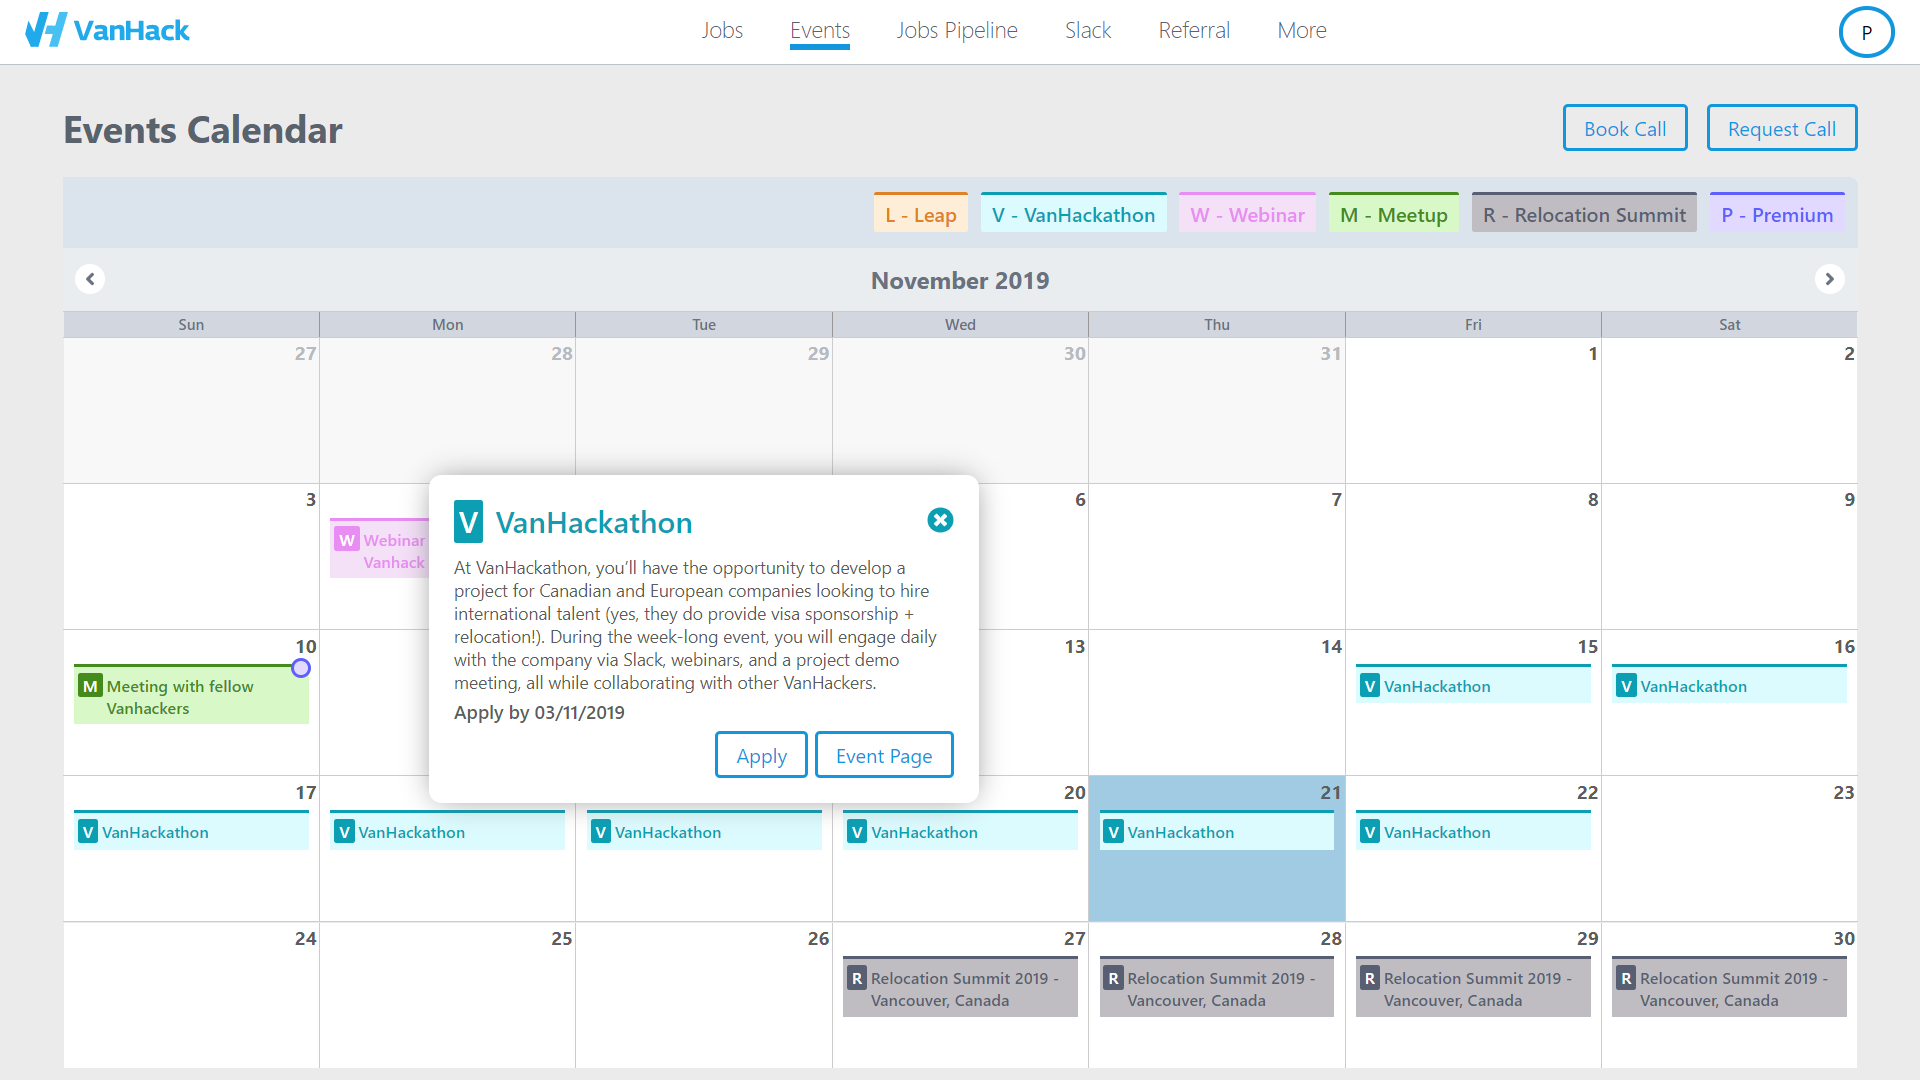 VanHack
Jobs
Events
Jobs Pipeline
Slack
Referral
More
P
Events Calendar
Book Call
Request Call
L - Leap
V - VanHackathon
W - Webinar
M - Meetup
R - Relocation Summit
P - Premium
November 2019
Sun
Mon
Tue
Wed
Thu
Fri
Sat
27
28
29
30
31
1
2
3
6
7
8
9
W Webinar
Vanhack
V VanHackathon
At VanHackathon, you’ll have the opportunity to develop a
project for Canadian and European companies looking to hire
international talent (yes, they do provide visa sponsorship +
relocation!). During the week-long event, you will engage daily
with the company via Slack, webinars, and a project demo
meeting, all while collaborating with other VanHackers.
Apply by 03/11/2019
Apply
Event Page
10
13
14
15
16
M Meeting with fellow
Vanhackers
V VanHackathon
V VanHackathon
17
20
21
22
23
V VanHackathon
V VanHackathon
V VanHackathon
V VanHackathon
V VanHackathon
V VanHackathon
24
25
26
27
28
29
30
R Relocation Summit 2019 -
Vancouver, Canada
R Relocation Summit 2019 -
Vancouver, Canada
R Relocation Summit 2019 -
Vancouver, Canada
R Relocation Summit 2019 -
Vancouver, Canada